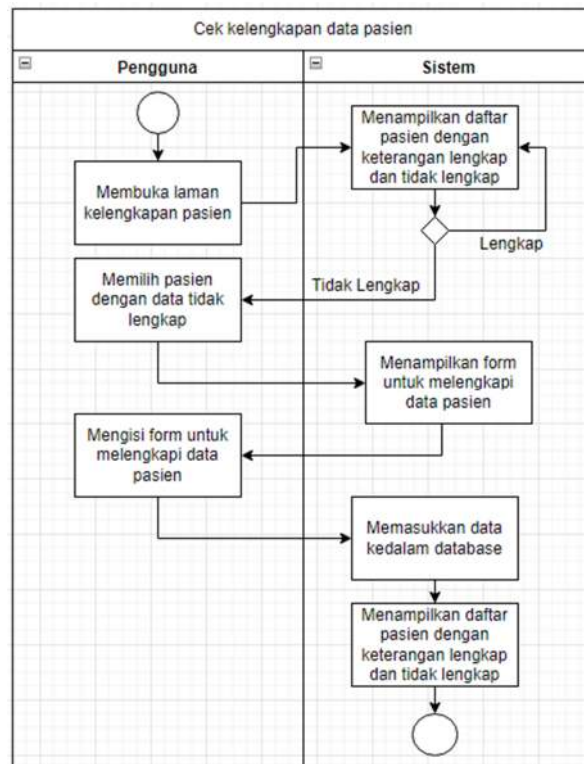 Cek kelengkapan data pasien
Pengguna
Sistem
Menampilkan daftar
pasien dengan
keterangan lengkap
dan tidak lengkap
Membuka laman
kelengkapan pasien
Lengkap
Tidak Lengkap
Memilih pasien
dengan data tidak
lengkap
Menampilkan form
untuk melengkapi
data pasien
Mengisi form untuk
melengkapi data
pasien
Memasukkan data
kedalam database
Menampilkan daftar
pasien dengan
keterangan lengkap
dan tidak lengkap